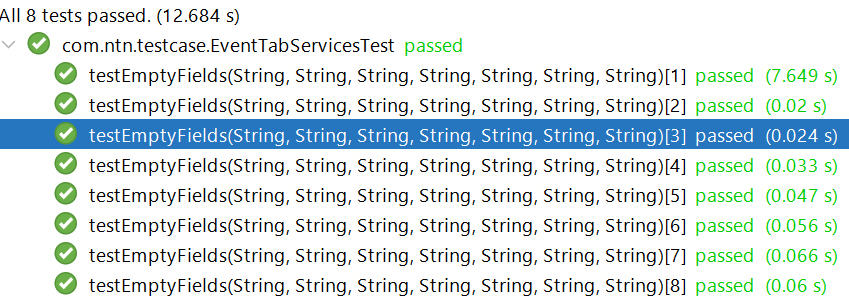 All 8 tests passed. (12.684 s)
com.ntn.testcase.EventTabServicesTest passed
testEmptyFields(String, String, String, String, String, String, String)[1] passed (7.649 s)
testEmptyFields(String, String, String, String, String, String, String)[2] passed (0.02 s)
testEmptyFields(String, String, String, String, String, String, String)[3] passed (0.024 s)
testEmptyFields(String, String, String, String, String, String, String)[4] passed (0.033 s)
testEmptyFields(String, String, String, String, String, String, String)[5] passed (0.047 s)
testEmptyFields(String, String, String, String, String, String, String)[6] passed (0.056 s)
testEmptyFields(String, String, String, String, String, String, String)[7] passed (0.066 s)
testEmptyFields(String, String, String, String, String, String, String)[8] passed (0.06 s)